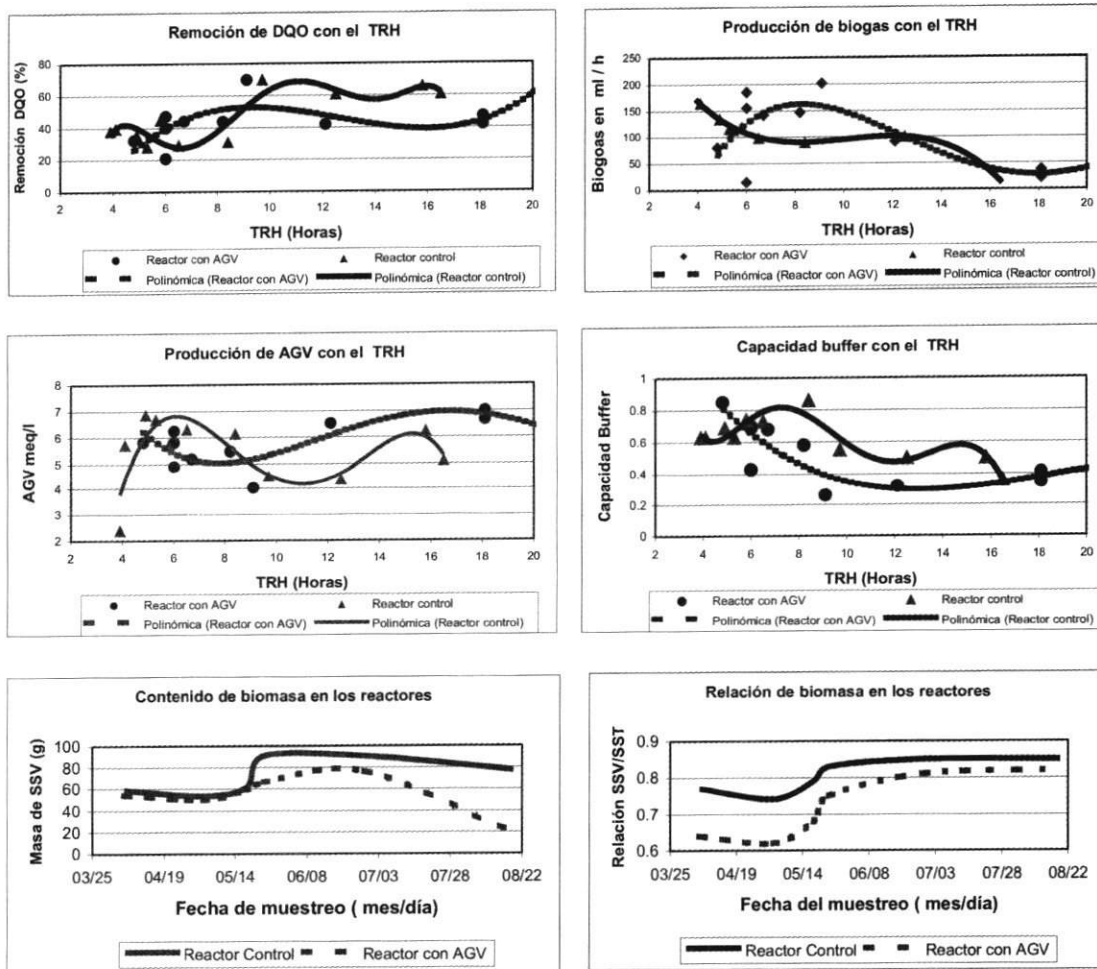 Remoción de DQO con el TRH
Remoción DQO (%)
80
60
40
20
0
2 4 6 8 10 12 14 16 18 20
TRH (Horas)
Reactor con AGV Reactor control
Polinómica (Reactor con AGV) Polinómica (Reactor control)
Producción de biogas con el TRH
Biogoas en ml / h
250
200
150
100
50
0
2 4 6 8 10 12 14 16 18 20
TRH (Horas)
Reactor con AGV Reactor control
Polinómica (Reactor con AGV) Polinómica (Reactor control)
Producción de AGV con el TRH
AGV meq/l
8
7
6
5
4
3
2
2 4 6 8 10 12 14 16 18 20
TRH (Horas)
Reactor con AGV Reactor control
Polinómica (Reactor con AGV) Polinómica (Reactor control)
Capacidad buffer con el TRH
Capacidad Buffer
1
0.8
0.6
0.4
0.2
0
2 4 6 8 10 12 14 16 18 20
TRH (Horas)
Reactor con AGV Reactor control
Polinómica (Reactor con AGV) Polinómica (Reactor control)
Contenido de biomasa en los reactores
Masa de SSV (g)
100
80
60
40
20
0
03/25 04/19 05/14 06/08 07/03 07/28 08/22
Fecha de muestreo ( mes/día)
Reactor Control Reactor con AGV
Relación de biomasa en los reactores
Relación SSV/SST
0.9
0.8
0.7
0.6
03/25 04/19 05/14 06/08 07/03 07/28 08/22
Fecha del muestreo ( mes/día)
Reactor Control Reactor con AGV